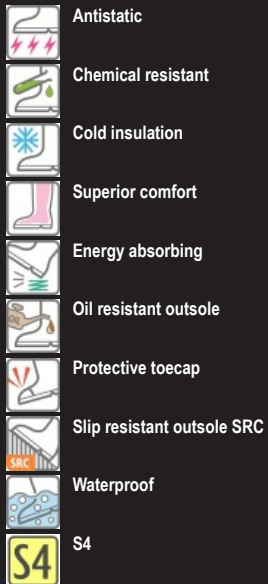 Antistatic
Chemical resistant
Cold insulation
Superior comfort
Energy absorbing
OIL
Oil resistant outsole
Protective toecap
Slip resistant outsole SRC
SRC
Waterproof
S4
S4